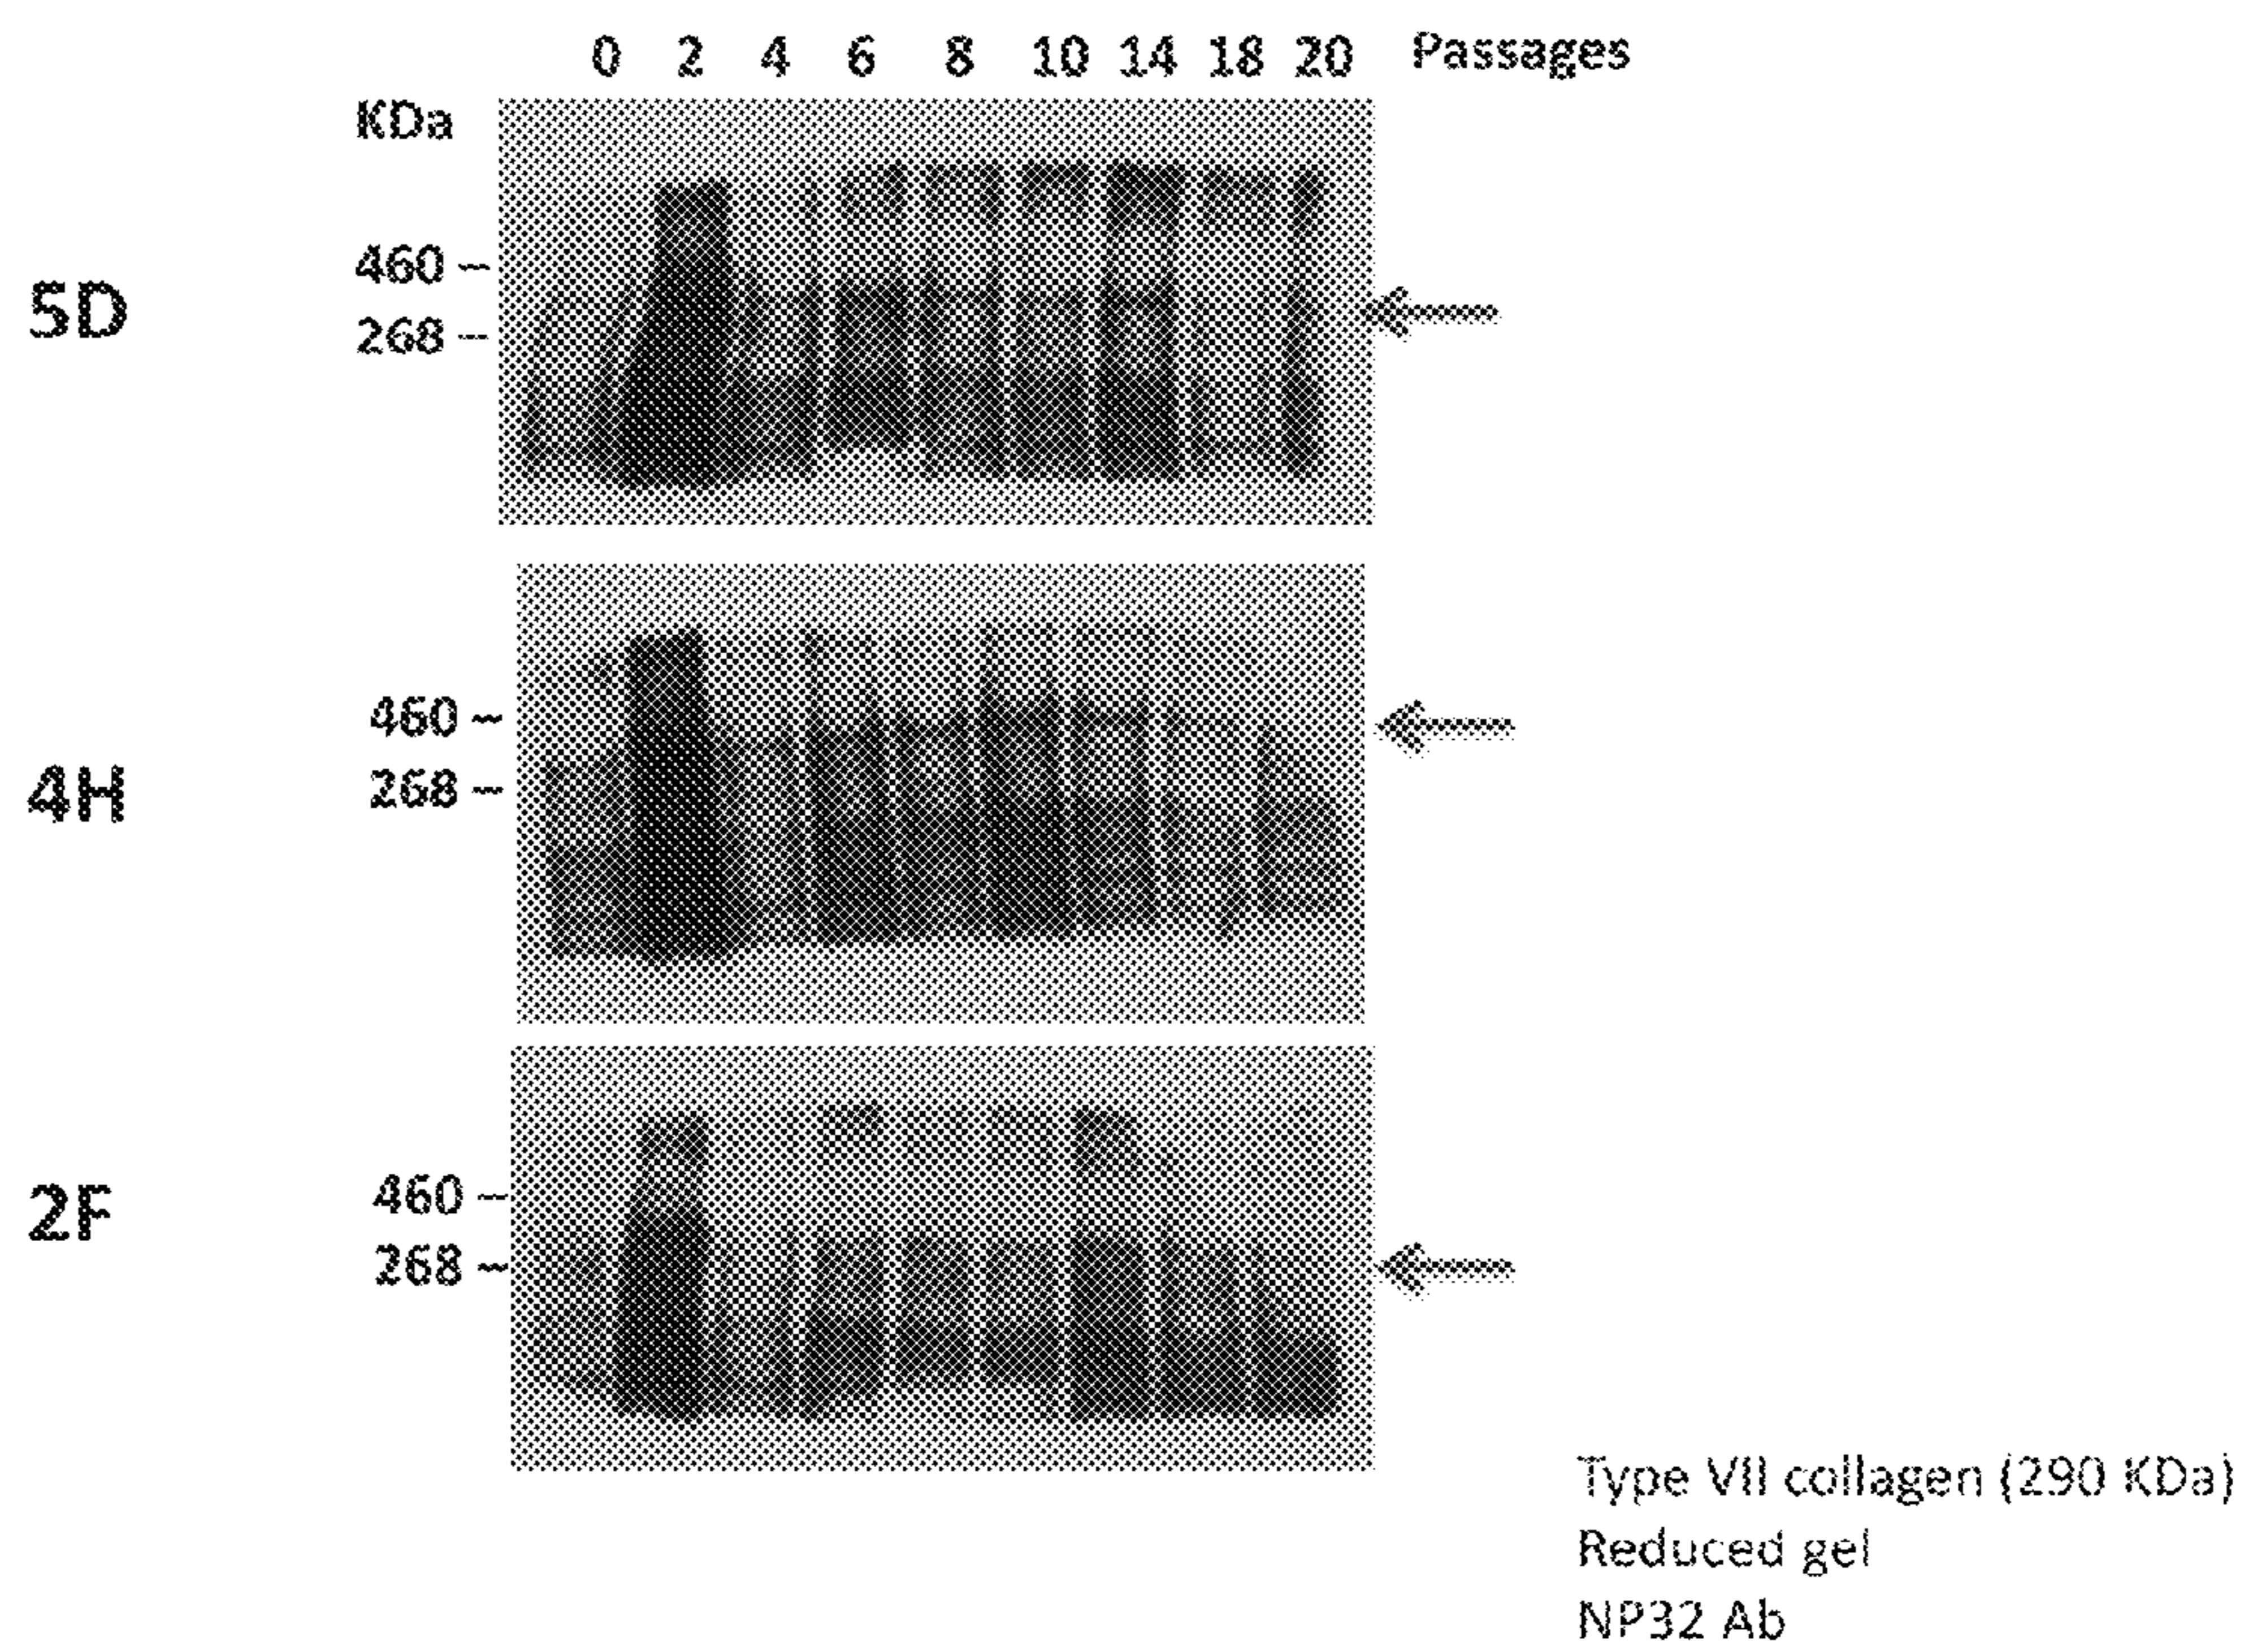 0 2 4 6 8 10 14 18 20 Passages
KDa
5D
460 –
268 –
4H
460 –
268 –
2F
460 –
268 –
Type VII collagen (290 KDa)
Reduced gel
NP32 Ab